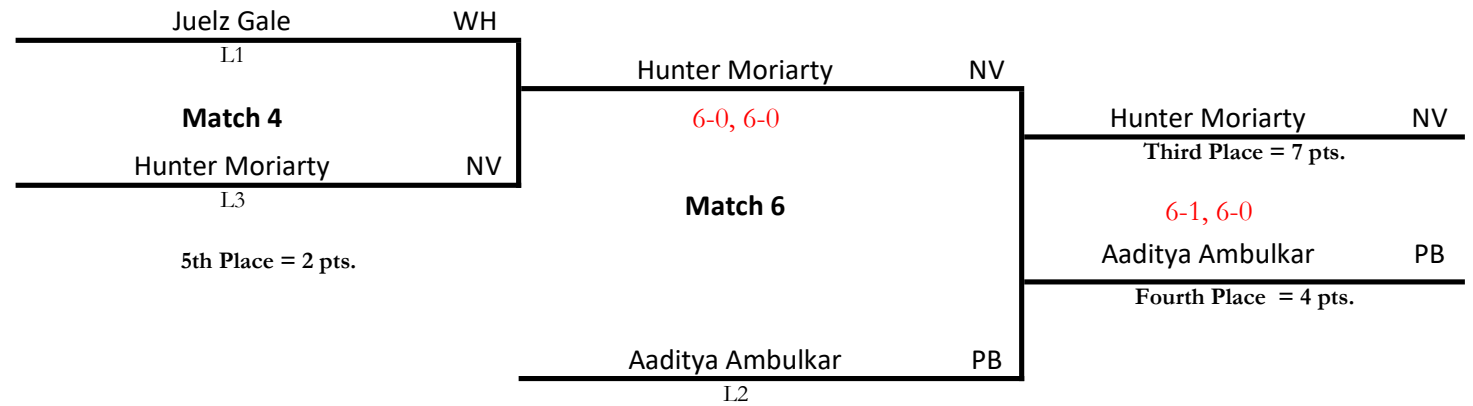 Juelz Gale WH
L1
Hunter Moriarty NV
Match 4
6-0, 6-0
Hunter Moriarty NV
Third Place = 7 pts.
Hunter Moriarty NV
L3
Match 6
6-1, 6-0
5th Place = 2 pts.
Aaditya Ambulkar PB
Fourth Place = 4 pts.
Aaditya Ambulkar PB
L2